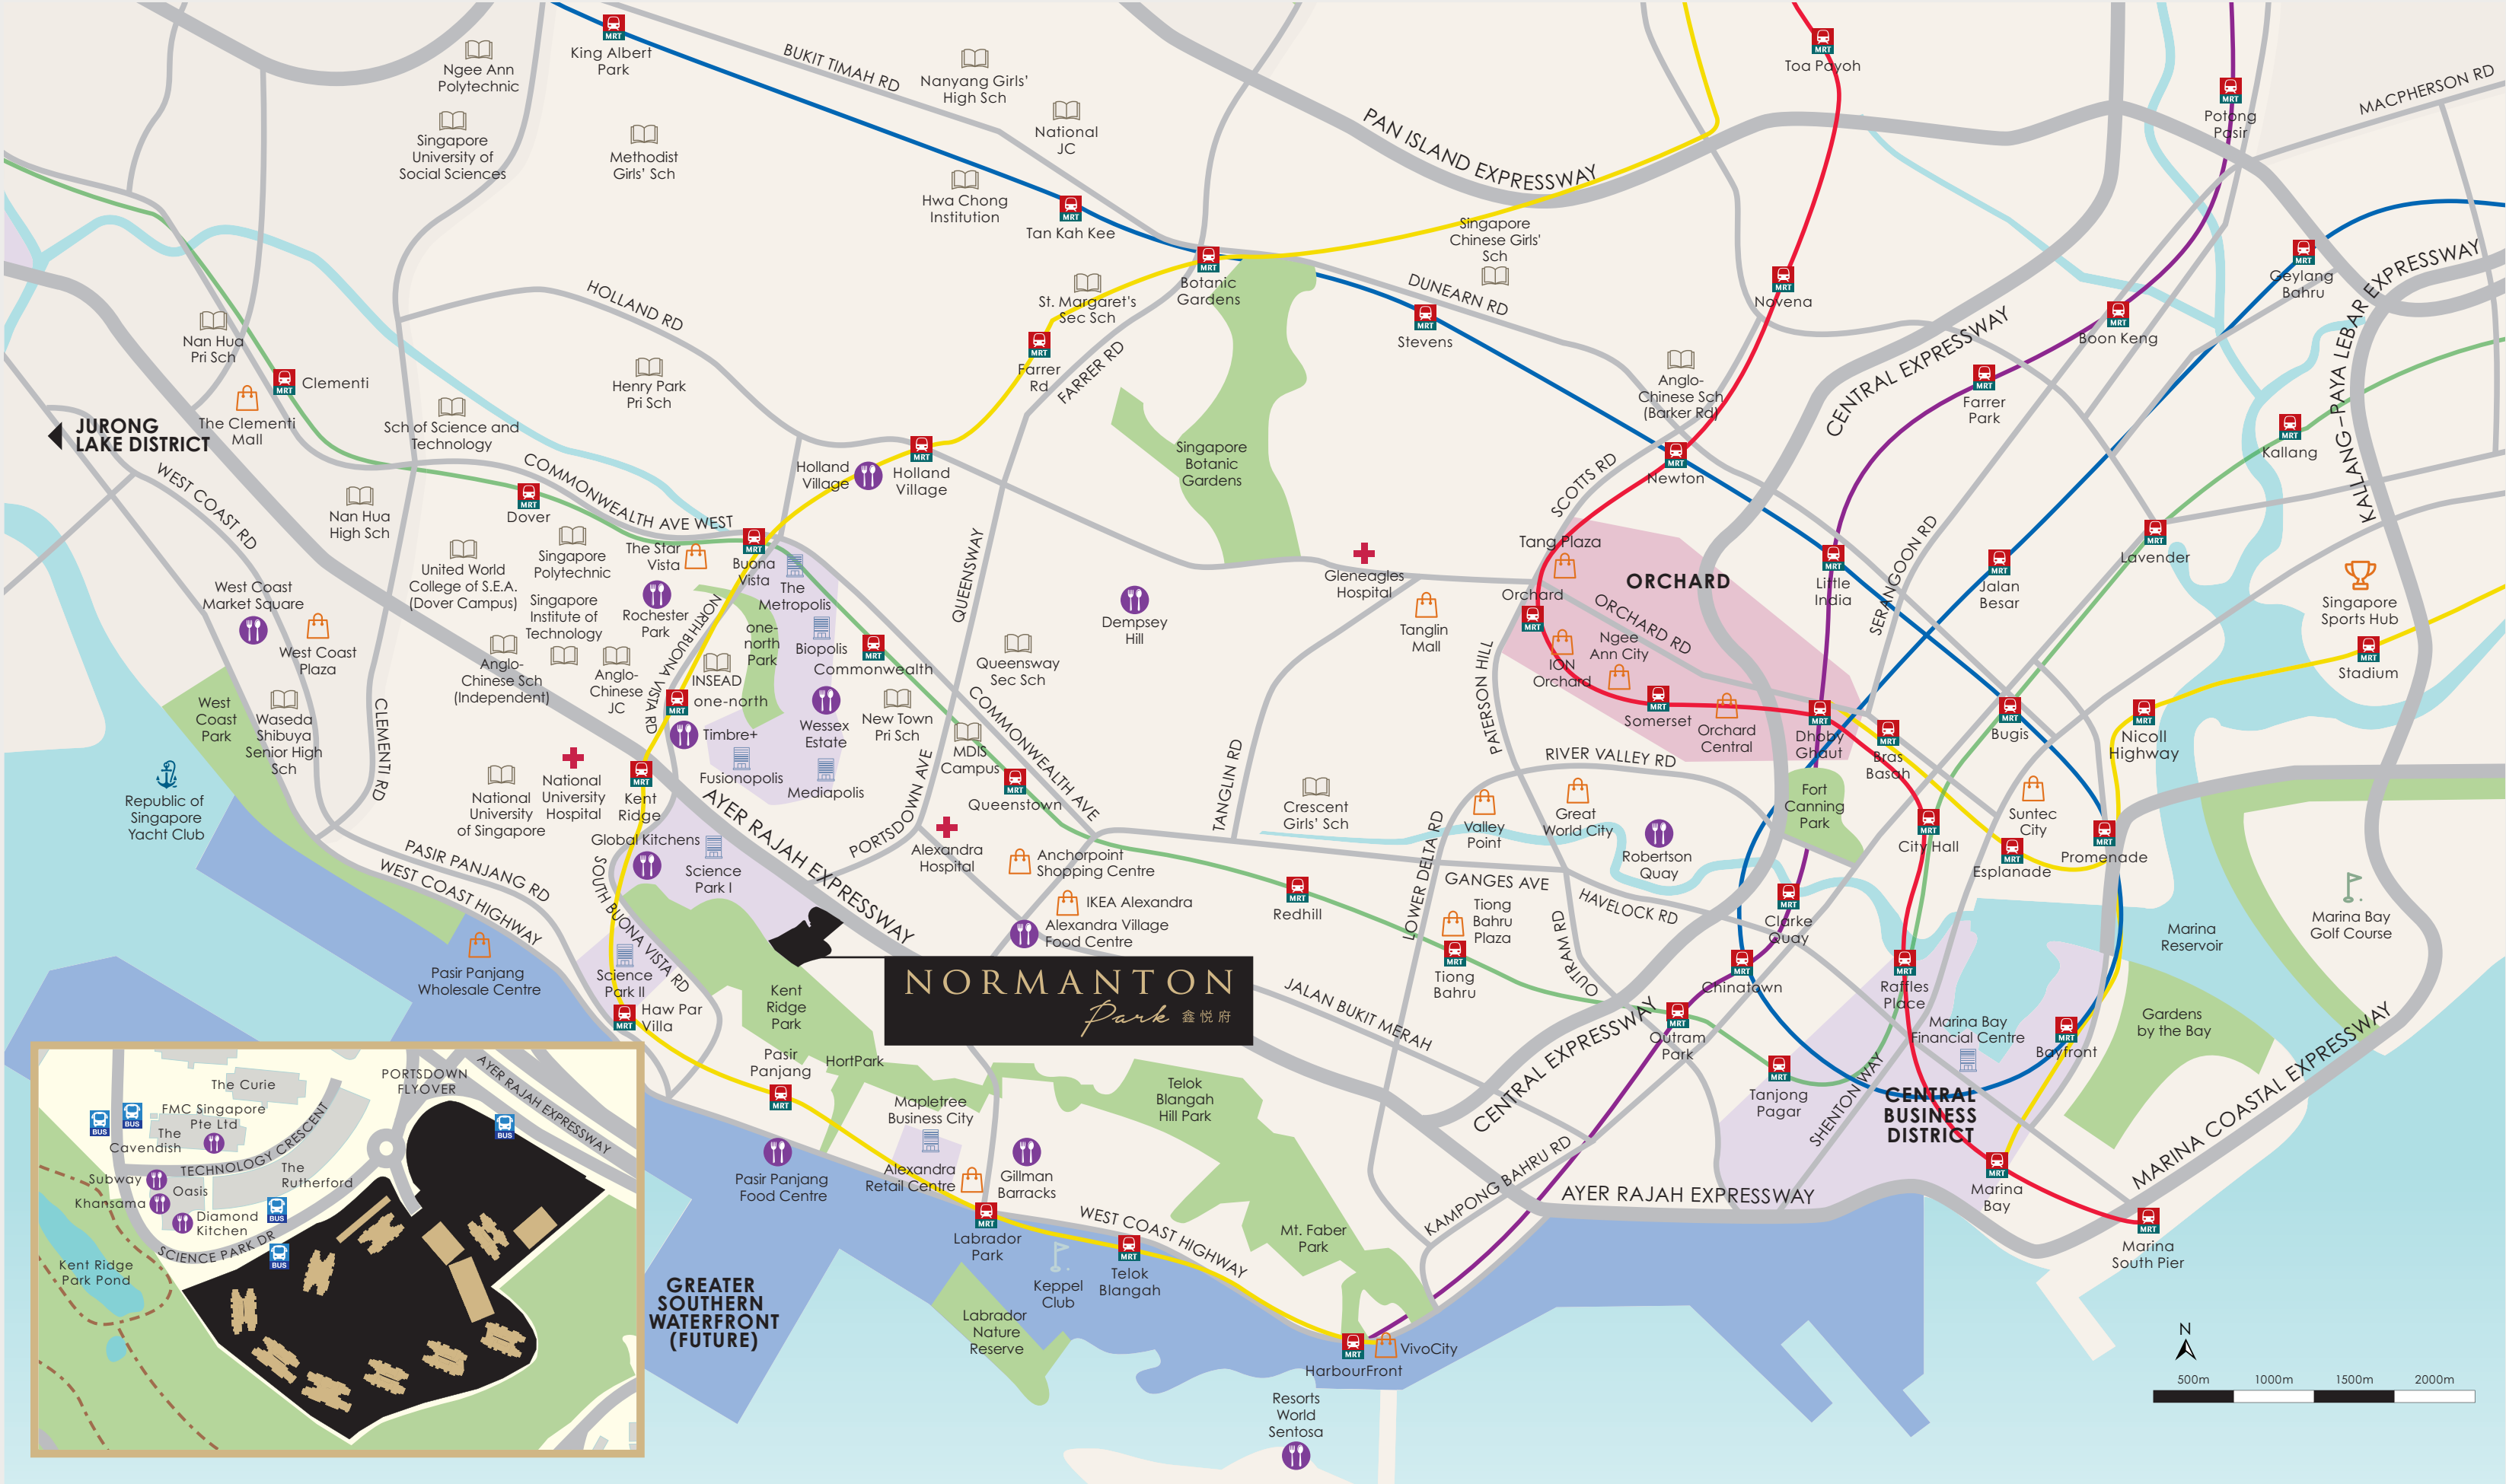 King Albert
Park
BUKIT TIMAH RD
Ngee Ann
Polytechnic
Nanyang Girls'
High Sch
National
JC
Singapore
University of
Social Sciences
Methodist
Girls' Sch
Hwa Chong
Institution
Tan Kah Kee
PAN ISLAND EXPRESSWAY
Toa Payoh
Potong
Pasir
MACPHERSON RD
Singapore
Chinese Girls'
Sch
Botanic
Gardens
St. Margaret's
Sec Sch
Farrer
Rd
FARRER RD
DUNEARN RD
Stevens
Novena
Geylang
Bahru
Boon Keng
CENTRAL EXPRESSWAY
KALLANG-PAYA LEBAR EXPRESSWAY
HOLLAND RD
Nan Hua
Pri Sch
Clementi
The Clementi
Mall
Henry Park
Pri Sch
Sch of Science and
Technology
Anglo-
Chinese Sch
(Barker Rd)
Farrer
Park
Kallang
JURONG
LAKE DISTRICT
WEST COAST RD
COMMONWEALTH AVE WEST
Holland
Village
Holland
Village
Singapore
Botanic
Gardens
SCOTTS RD
Newton
Nan Hua
High Sch
Dover
Singapore
Polytechnic
The Star
Vista
Buona
Vista
The
Metropolis
QUEENSWAY
Gleneagles
Hospital
Tang Plaza
ORCHARD
Little
India
SERANGOON RD
Jalan
Besar
Lavender
United World
College of S.E.A.
(Dover Campus)
Singapore
Institute of
Technology
Rochester
Park
NORTH BUONA VISTA RD
one-
north
Park
Biopolis
Commonwealth
Dempsey
Hill
Tanglin
Mall
Orchard
ORCHARD RD
Ngee
Ann City
ION
Orchard
Singapore
Sports Hub
West Coast
Market Square
West Coast
Plaza
Anglo-
Chinese Sch
(Independent)
Anglo-
Chinese
JC
INSEAD
one-north
Queensway
Sec Sch
PATERSON HILL
Somerset
Orchard
Central
Dhoby
Ghaut
Bras
Basah
Bugis
Nicoll
Highway
Stadium
West
Coast
Park
Waseda
Shibuya
Senior High
Sch
CLEMENTI RD
Timbre+
Wessex
Estate
New Town
Pri Sch
MDIS
Campus
COMMONWEALTH AVE
Fusionopolis
Mediapolis
National
University
of Singapore
National
University
Hospital
Kent
Ridge
AYER RAJAH EXPRESSWAY
PORTSDOWN AVE
Queenstown
TANGLIN RD
Crescent
Girls' Sch
RIVER VALLEY RD
Valley
Point
Great
World City
Robertson
Quay
Fort
Canning
Park
City Hall
Suntec
City
Esplanade
Promenade
Republic of
Singapore
Yacht Club
PASIR PANJANG RD
WEST COAST HIGHWAY
Global Kitchens
Science
Park I
Alexandra
Hospital
Anchorpoint
Shopping Centre
IKEA Alexandra
Alexandra Village
Food Centre
Redhill
LOWER DELTA RD
GANGES AVE
HAVELOCK RD
Tiong
Bahru
Plaza
Tiong
Bahru
OUTRAM RD
Clarke
Quay
Chinatown
Raffles
Place
Marina
Reservoir
Marina Bay
Golf Course
Pasir Panjang
Wholesale Centre
SOUTH BUONA VISTA RD
Science
Park II
Haw Par
Villa
Kent
Ridge
Park
NORMANTON
Park 鑫悦府
JALAN BUKIT MERAH
CENTRAL EXPRESSWAY
Outram
Park
Tanjong
Pagar
SHENTON WAY
Marina Bay
Financial Centre
Bayfront
Gardens
by the Bay
CENTRAL
BUSINESS
DISTRICT
MARINA COASTAL EXPRESSWAY
Pasir
Panjang
HortPark
Mapletree
Business City
Telok
Blangah
Hill Park
Pasir Panjang
Food Centre
Alexandra
Retail Centre
Gillman
Barracks
Labrador
Park
WEST COAST HIGHWAY
KAMPONG BAHRU RD
AYER RAJAH EXPRESSWAY
Marina
Bay
Marina
South Pier
Keppel
Club
Telok
Blangah
Mt. Faber
Park
Labrador
Nature
Reserve
GREATER
SOUTHERN
WATERFRONT
(FUTURE)
HarbourFront
VivoCity
Resorts
World
Sentosa
N
500m 1000m 1500m 2000m
The Curie
PORTSDOWN
FLYOVER
AYER RAJAH EXPRESSWAY
FMC Singapore
Pte Ltd
The
Cavendish
TECHNOLOGY CRESCENT
Subway
Oasis
The
Rutherford
Khansama
Diamond
Kitchen
SCIENCE PARK DR
Kent Ridge
Park Pond
BUS
BUS
BUS
BUS
BUS
MRT